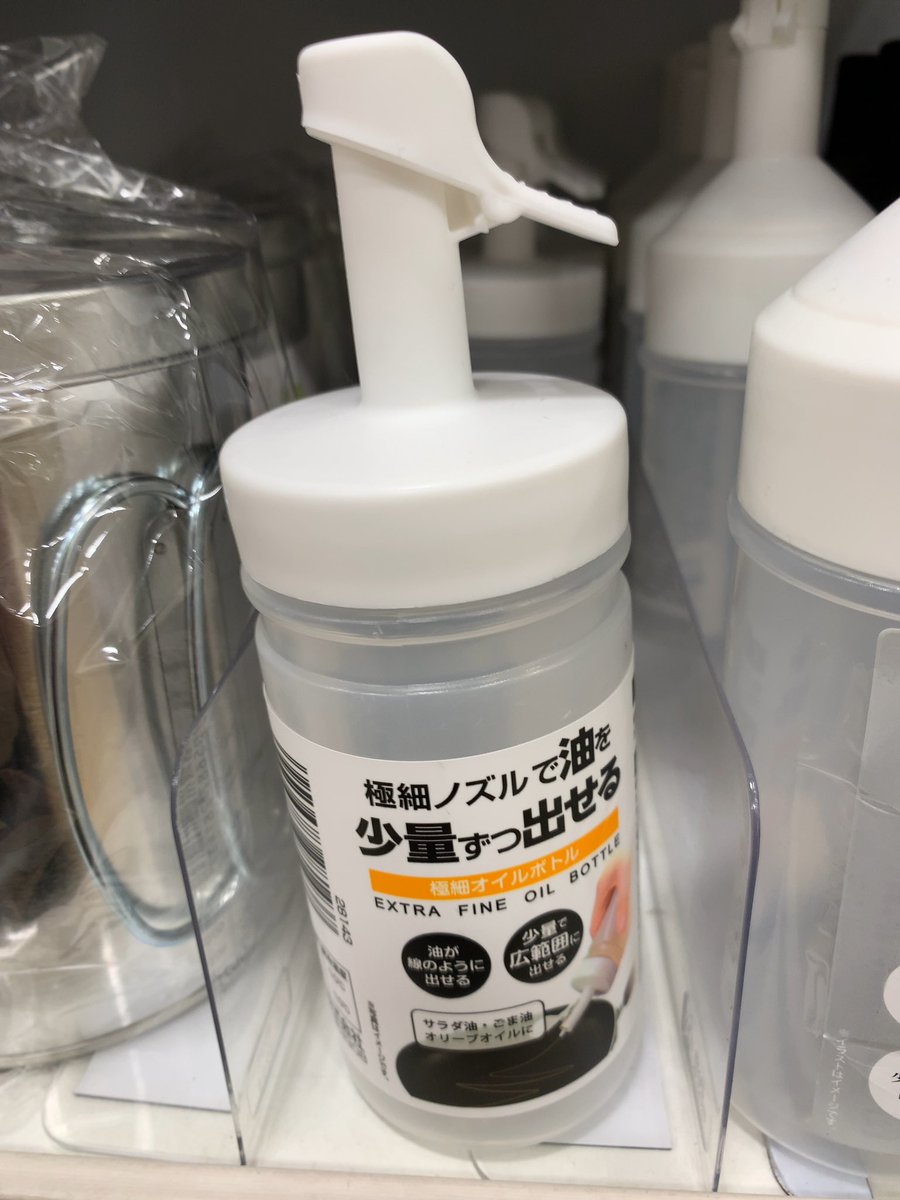 極細ノズルで油を
少量ずつ出せる
極細オイルボトル
EXTRA FINE OIL BOTTLE
油が
線のように
出せる
少量で
広範囲に
出せる
サラダ油・ごま油
オリーブオイルに
28143